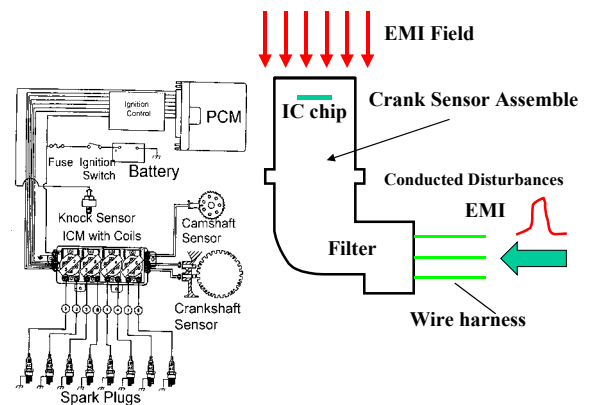 EMI Field
Ignition
Control
PCM
IC chip
Crank Sensor Assemble
Fuse
Ignition
Switch
Battery
Conducted Disturbances
EMI
Knock Sensor
ICM with Coils
Camshaft
Sensor
Filter
Crankshaft
Sensor
Wire harness
Spark Plugs